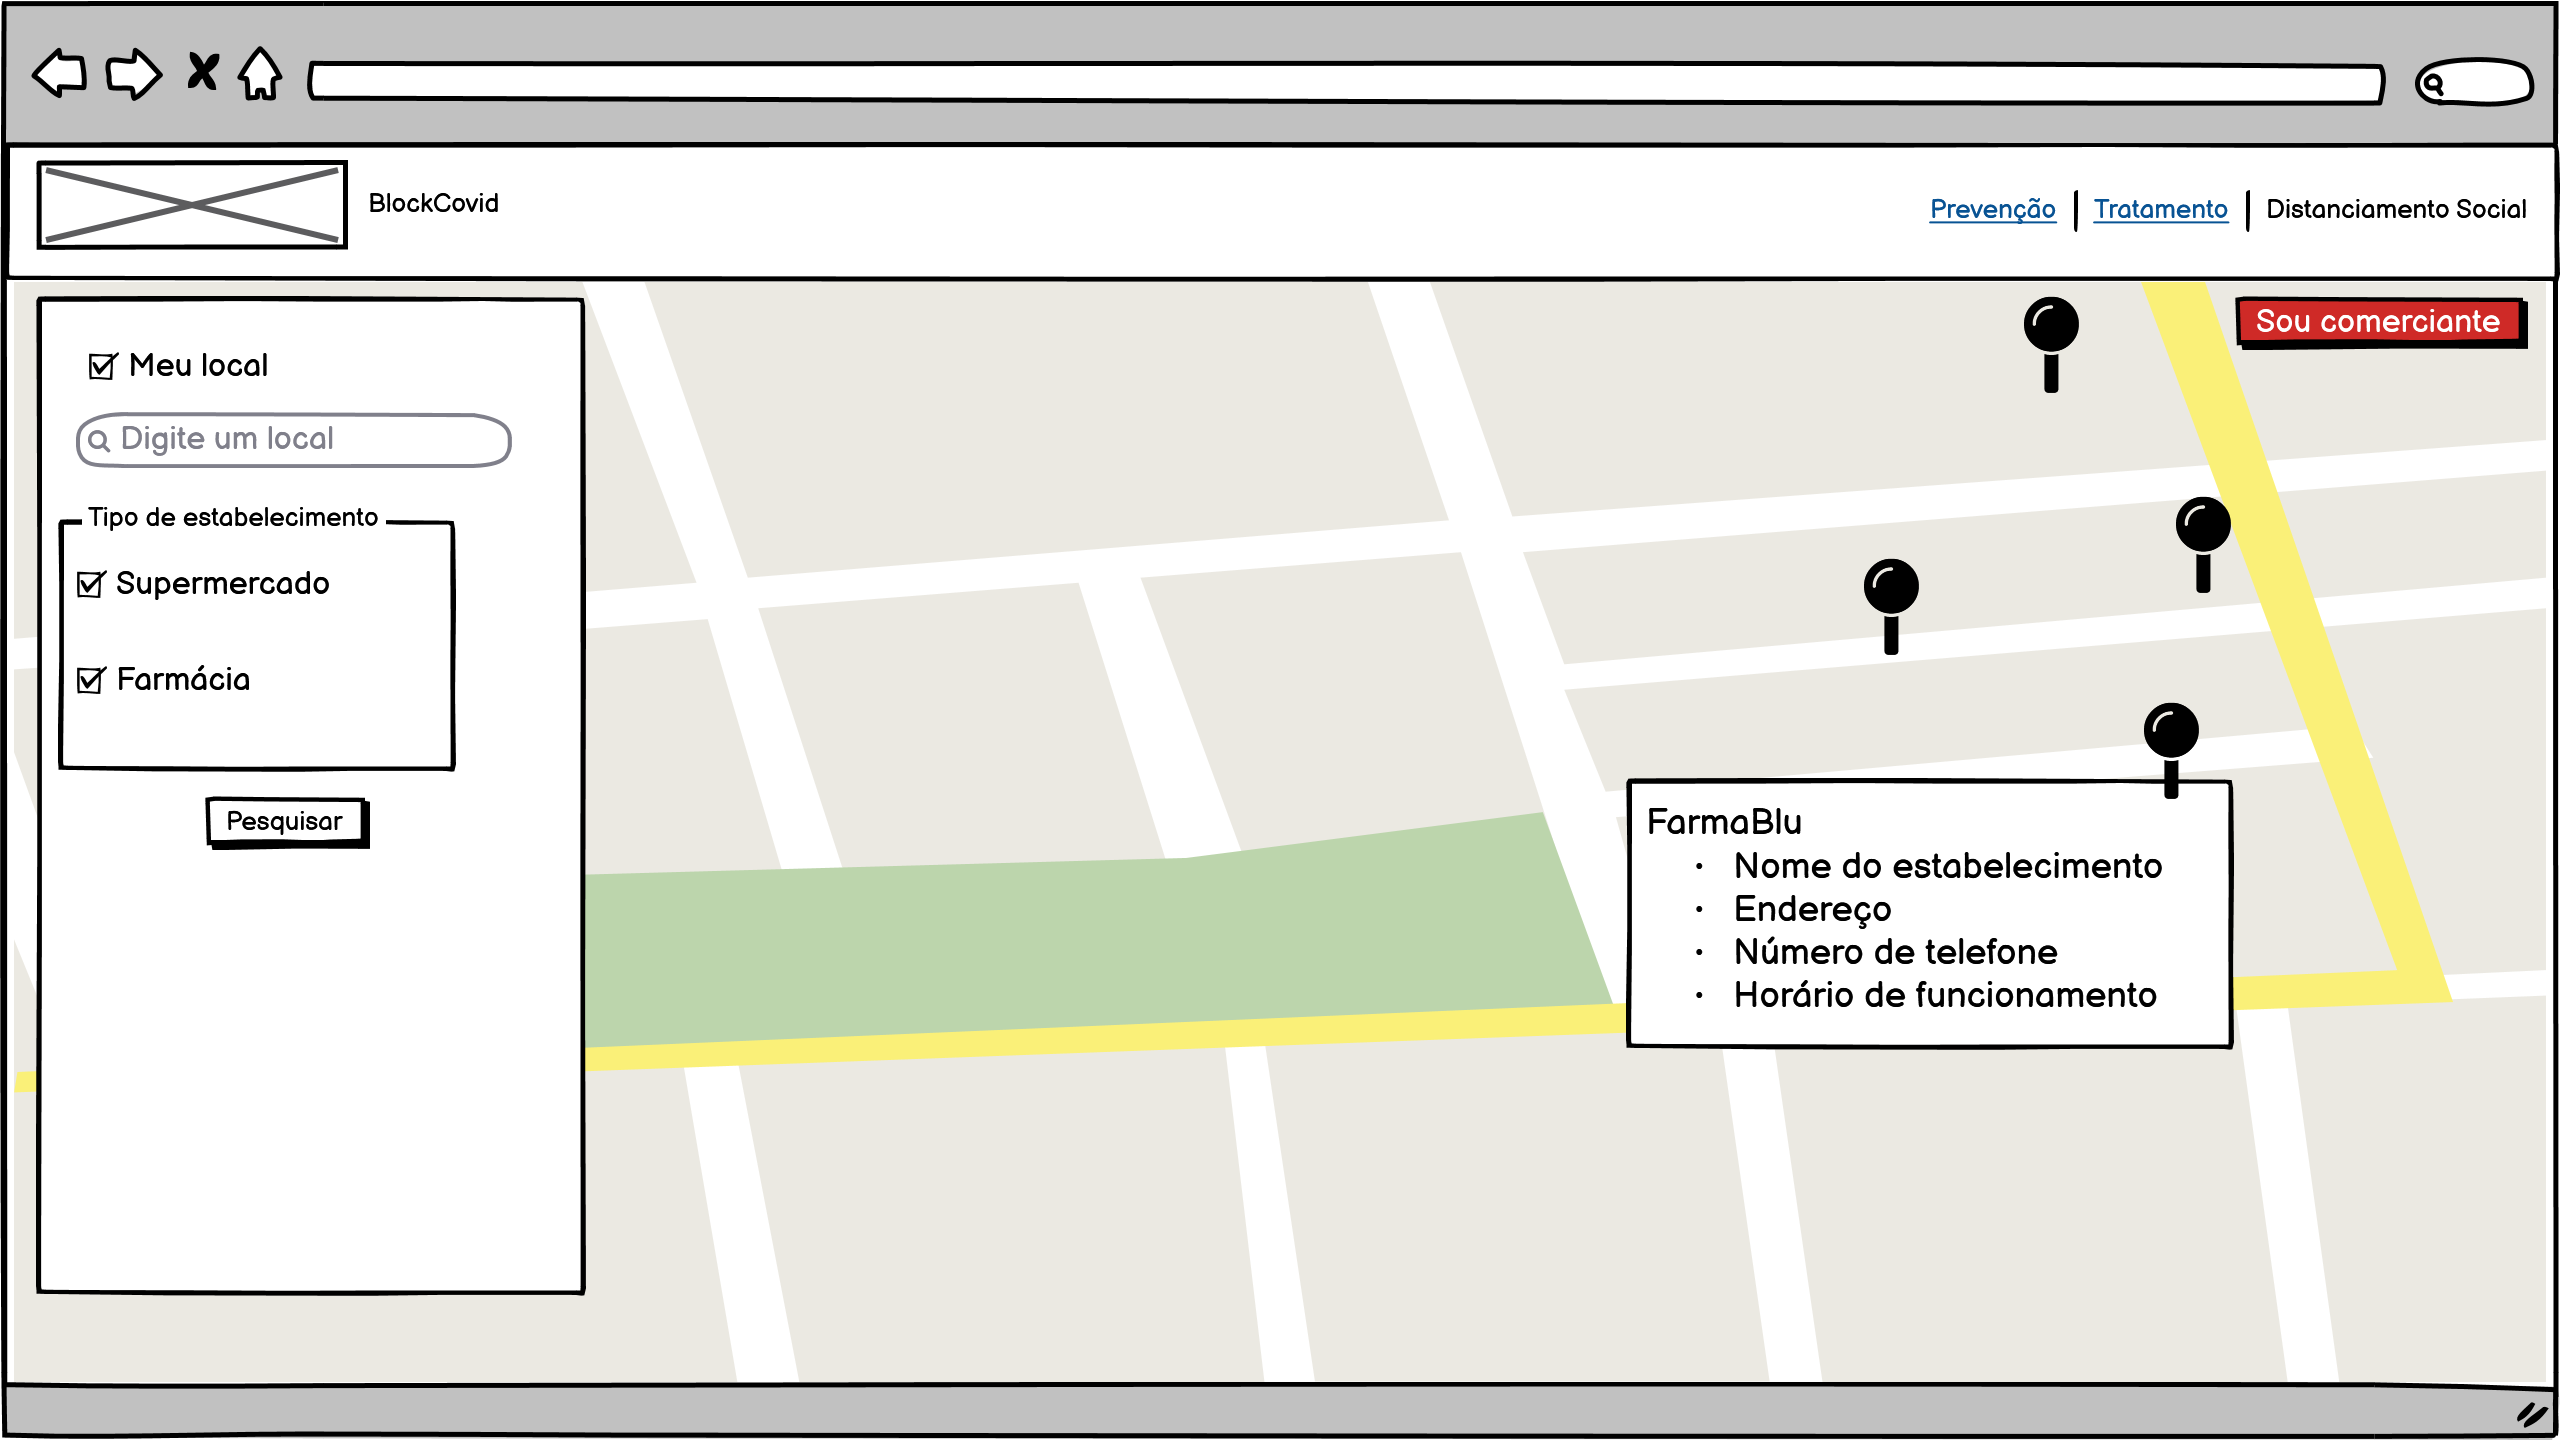 BlockCovid
Prevenção
Tratamento
Distanciamento Social
Sou comerciante
Meu local
Digite um local
Tipo de estabelecimento
Supermercado
Farmácia
Pesquisar
FarmaBlu
• Nome do estabelecimento
• Endereço
• Número de telefone
• Horário de funcionamento